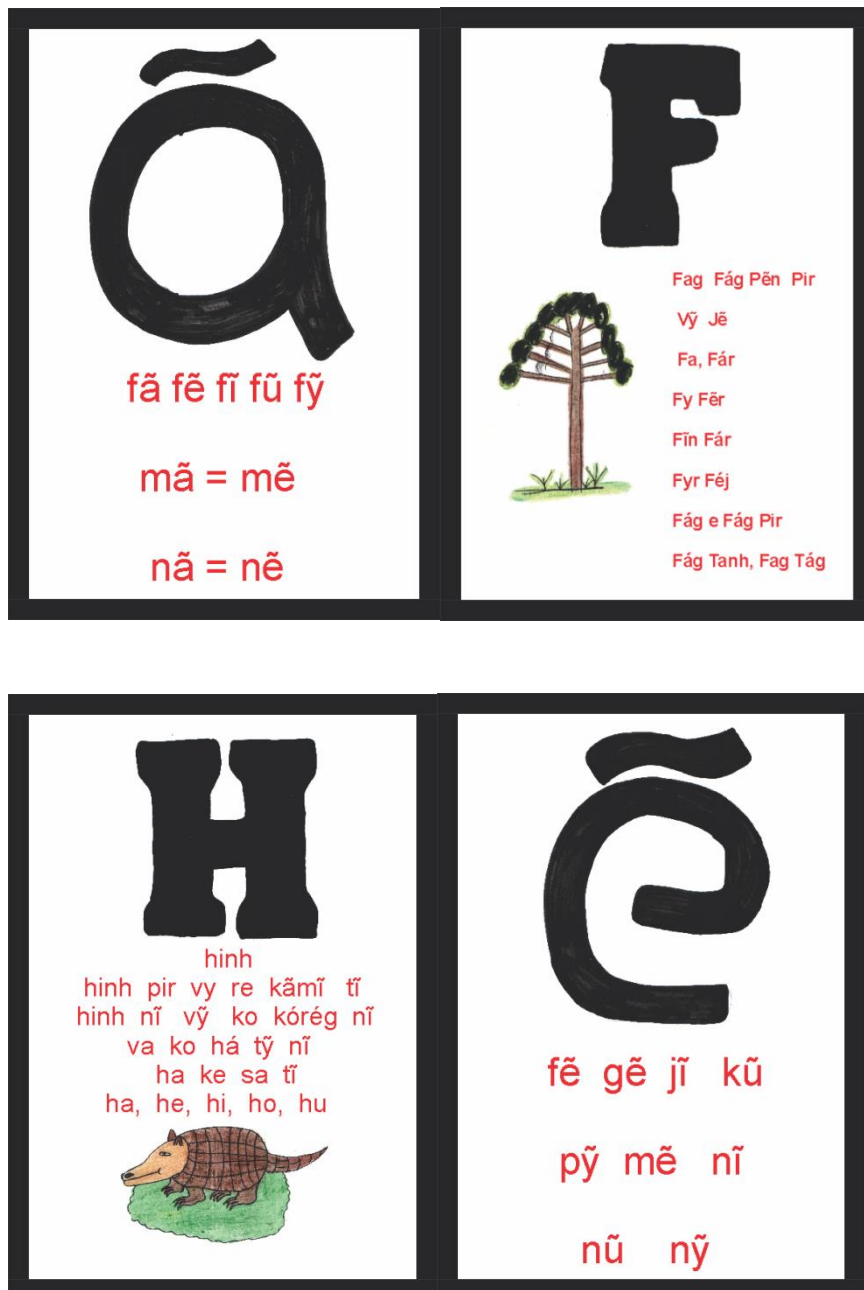 Ã
fã fẽ fĩ fũ fỹ
mã = mẽ
nã = nẽ
F
Fag Fág Pẽn Pir
Vỹ Jẽ
Fa, Fár
Fy Fẽr
Fĩn Fár
Fyr Féj
Fág e Fág Pir
Fág Tanh, Fag Tág
H
hinh
hinh pir vy re kãmĩ tĩ
hinh nĩ vỹ ko kórég nĩ
va ko há tỹ nĩ
ha ke sa tĩ
ha, he, hi, ho, hu
ẽ
fẽ gẽ jĩ kũ
pỹ mẽ nĩ
nũ nỹ